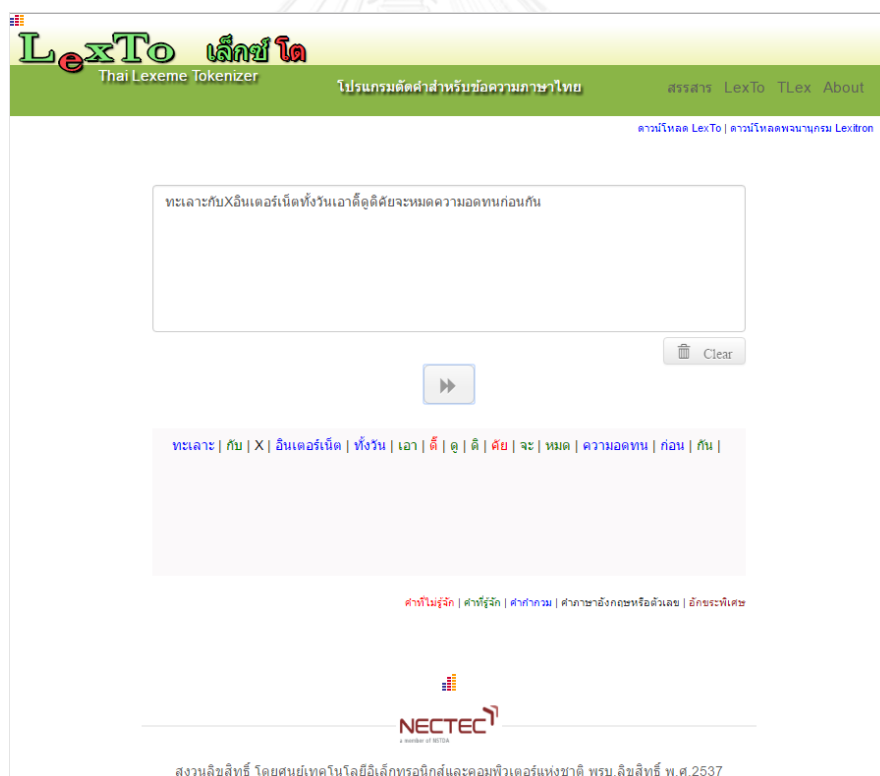 LexTo เล็กซ์ โต
Thai Lexeme Tokenizer
โปรแกรมตัดคำสำหรับข้อความภาษาไทย สรรสาร LexTo TLex About
ดาวน์โหลด LexTo | ดาวน์โหลดพจนานุกรม Lexitron
ทะเลาะกับXอินเตอร์เน็ตทั้งวันเอาดิ๊ดูดิคัยจะหมดความอดทนก่อนกัน
Clear
ทะเลาะ | กับ | X | อินเตอร์เน็ต | ทั้งวัน | เอา | ดิ๊ | ดู | ดิ | คัย | จะ | หมด | ความอดทน | ก่อน | กัน |
คำที่ไม่รู้จัก | คำที่รู้จัก | คำกำกวม | คำภาษาอังกฤษหรือตัวเลข | อักขระพิเศษ
NECTEC
a member of NSTDA
สงวนลิขสิทธิ์ โดยศูนย์เทคโนโลยีอิเล็กทรอนิกส์และคอมพิวเตอร์แห่งชาติ พรบ.ลิขสิทธิ์ พ.ศ.2537